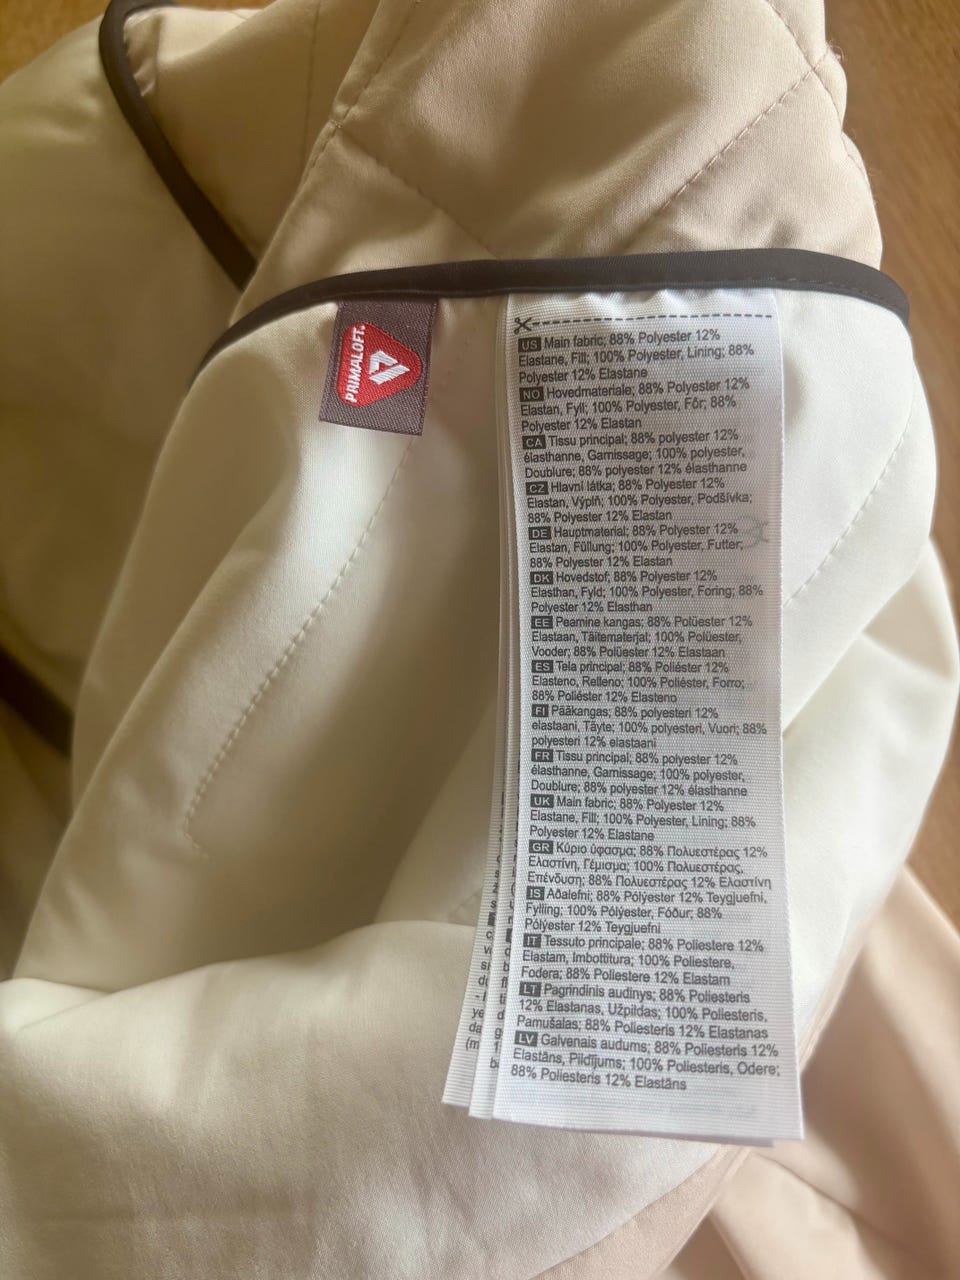 PRIMALOFT.
US Main fabric; 88% Polyester 12%
Elastane, Fill; 100% Polyester, Lining; 88%
Polyester 12% Elastane
NO Hovedmateriale; 88% Polyester 12%
Elastan, Fyll; 100% Polyester, Fôr; 88%
Polyester 12% Elastan
CA Tissu principal; 88% polyester 12%
élasthanne, Garnissage; 100% polyester,
Doublure; 88% polyester 12% élasthanne
CZ Hlavní látka; 88% Polyester 12%
Elastan, Výplň; 100% Polyester, Podšívka;
88% Polyester 12% Elastan
DE Hauptmaterial; 88% Polyester 12%
Elastan, Füllung; 100% Polyester, Futter;
88% Polyester 12% Elastan
DK Hovedstof; 88% Polyester 12%
Elasthan, Fyld; 100% Polyester, Foring; 88%
Polyester 12% Elasthan
EE Peamine kangas; 88% Polüester 12%
Elastaan, Täitematerjal; 100% Polüester,
Vooder; 88% Polüester 12% Elastaan
ES Tela principal; 88% Poliéster 12%
Elasteno, Relleno; 100% Poliéster, Forro;
88% Poliéster 12% Elasteno
FI Pääkangas; 88% polyesteri 12%
elastaani, Täyte; 100% polyesteri, Vuori; 88%
polyesteri 12% elastaani
FR Tissu principal; 88% polyester 12%
élasthanne, Garnissage; 100% polyester,
Doublure; 88% polyester 12% élasthanne
UK Main fabric; 88% Polyester 12%
Elastane, Fill; 100% Polyester, Lining; 88%
Polyester 12% Elastane
GR Κύριο ύφασμα; 88% Πολυεστέρας 12%
Ελαστίνη, Γέμισμα; 100% Πολυεστέρας,
Επένδυση; 88% Πολυεστέρας 12% Ελαστίνη
IS Aðalefni; 88% Pólýester 12% Teygjuefni,
Fylling; 100% Pólýester, Fóður; 88%
Pólýester 12% Teygjuefni
IT Tessuto principale; 88% Poliestere 12%
Elastam, Imbottitura; 100% Poliestere,
Fodera; 88% Poliestere 12% Elastam
LT Pagrindinis audinys; 88% Poliesteris
12% Elastanas, Užpildas; 100% Poliesteris,
Pamušalas; 88% Poliesteris 12% Elastanas
LV Galvenais audums; 88% Poliesteris 12%
Elastāns, Pildījums; 100% Poliesteris, Odere;
88% Poliesteris 12% Elastāns